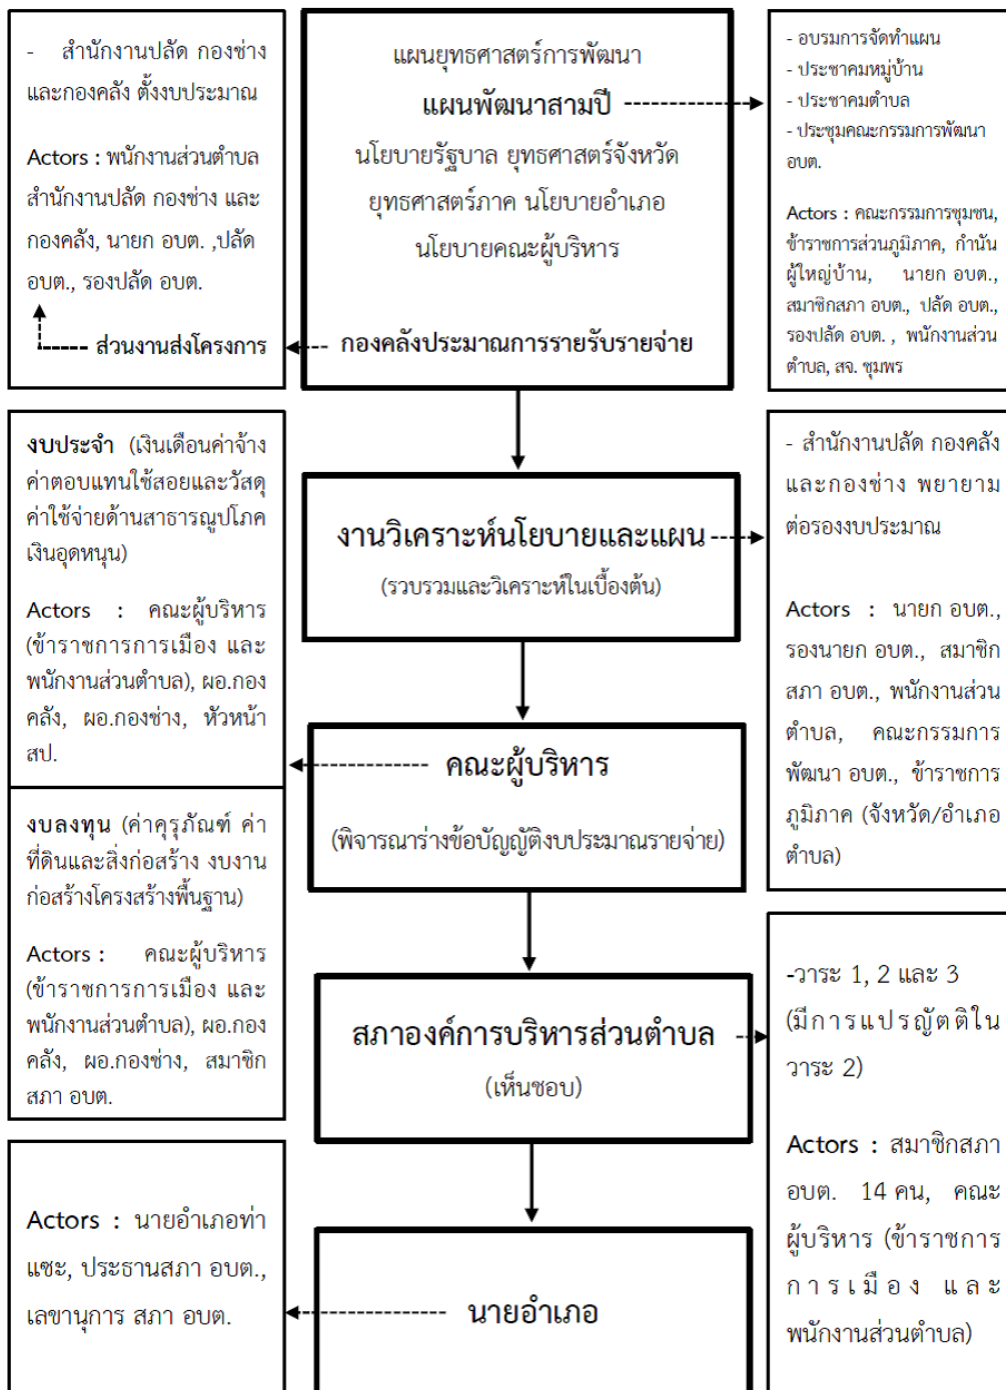 - สำนักงานปลัด กองช่าง
และกองคลัง ตั้งงบประมาณ
Actors : พนักงานส่วนตำบล
สำนักงานปลัด กองช่าง และ
กองคลัง, นายก อบต. ,ปลัด
อบต., รองปลัด อบต.
ส่วนงานส่งโครงการ
แผนยุทธศาสตร์การพัฒนา
แผนพัฒนาสามปี
นโยบายรัฐบาล ยุทธศาสตร์จังหวัด
ยุทธศาสตร์ภาค นโยบายอำเภอ
นโยบายคณะผู้บริหาร
กองคลังประมาณการรายรับรายจ่าย
- อบรมการจัดทำแผน
- ประชาคมหมู่บ้าน
- ประชาคมตำบล
- ประชุมคณะกรรมการพัฒนา
อบต.
Actors : คณะกรรมการชุมชน,
ข้าราชการส่วนภูมิภาค, กำนัน
ผู้ใหญ่บ้าน, นายก อบต.,
สมาชิกสภา อบต., ปลัด อบต.,
รองปลัด อบต. , พนักงานส่วน
ตำบล, สจ. ชุมพร
งบประจำ (เงินเดือนค่าจ้าง
ค่าตอบแทนใช้สอยและวัสดุ
ค่าใช้จ่ายด้านสาธารณูปโภค
เงินอุดหนุน)
Actors : คณะผู้บริหาร
(ข้าราชการการเมือง และ
พนักงานส่วนตำบล), ผอ.กอง
คลัง, ผอ.กองช่าง, หัวหน้า
สป.
งานวิเคราะห์นโยบายและแผน
(รวบรวมและวิเคราะห์ในเบื้องต้น)
- สำนักงานปลัด กองคลัง
และกองช่าง พยายาม
ต่อรองงบประมาณ
Actors : นายก อบต.,
รองนายก อบต., สมาชิก
สภา อบต., พนักงานส่วน
ตำบล, คณะกรรมการ
พัฒนา อบต., ข้าราชการ
ภูมิภาค (จังหวัด/อำเภอ
ตำบล)
คณะผู้บริหาร
(พิจารณาร่างข้อบัญญัติงบประมาณรายจ่าย)
งบลงทุน (ค่าครุภัณฑ์ ค่า
ที่ดินและสิ่งก่อสร้าง งบงาน
ก่อสร้างโครงสร้างพื้นฐาน)
Actors : คณะผู้บริหาร
(ข้าราชการการเมือง และ
พนักงานส่วนตำบล), ผอ.กอง
คลัง, ผอ.กองช่าง, สมาชิก
สภา อบต.
สภาองค์การบริหารส่วนตำบล
(เห็นชอบ)
-วาระ 1, 2 และ 3
(มีการแปรญัตติใน
วาระ 2)
Actors : สมาชิกสภา
อบต. 14 คน, คณะ
ผู้บริหาร (ข้าราชการ
การเมือง และ
พนักงานส่วนตำบล)
Actors : นายอำเภอท่า
แซะ, ประธานสภา อบต.,
เลขานุการ สภา อบต.
นายอำเภอ